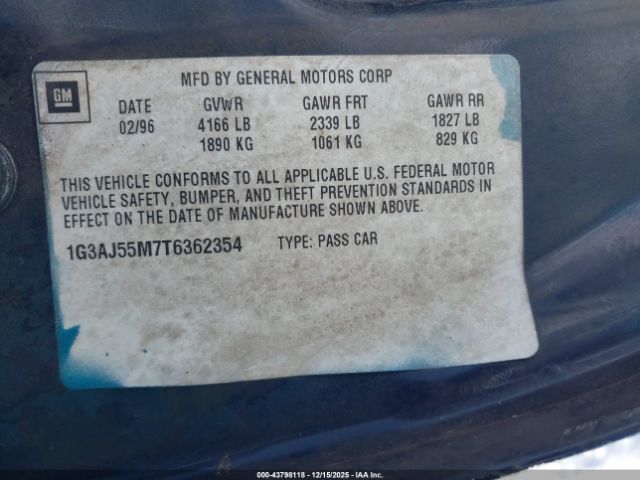 GM
MFD BY GENERAL MOTORS CORP
DATE GVWR GAWR FRT GAWR RR
02/96 4166 LB 2339 LB 1827 LB
1890 KG 1061 KG 829 KG
THIS VEHICLE CONFORMS TO ALL APPLICABLE U.S. FEDERAL MOTOR
VEHICLE SAFETY, BUMPER, AND THEFT PREVENTION STANDARDS IN
EFFECT ON THE DATE OF MANUFACTURE SHOWN ABOVE.
1G3AJ55M7T6362354 TYPE: PASS CAR
000-43798118 - 12/15/2025 - IAA Inc.